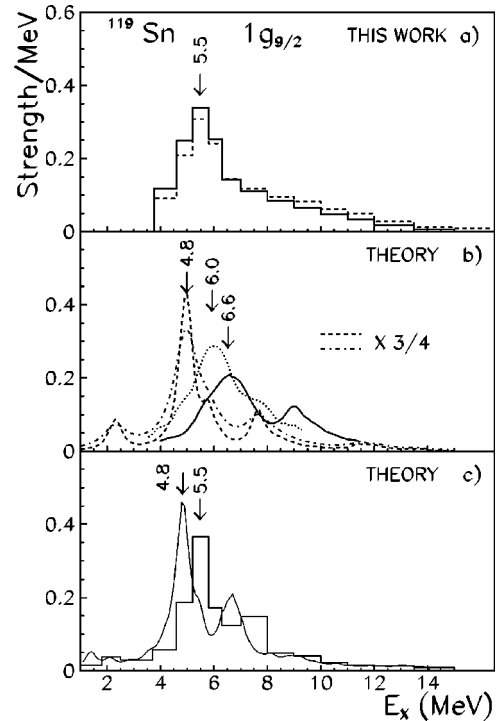 0.6
¹¹⁹Sn 1g₉/₂ THIS WORK a)
5.5
Strength/MeV
0.4
0.2
0
THEORY b)
4.8
6.0
6.6
X 3/4
0.4
0.2
0
THEORY c)
4.8
5.5
0.4
0.2
0
2 4 6 8 10 12 14
Eₓ (MeV)